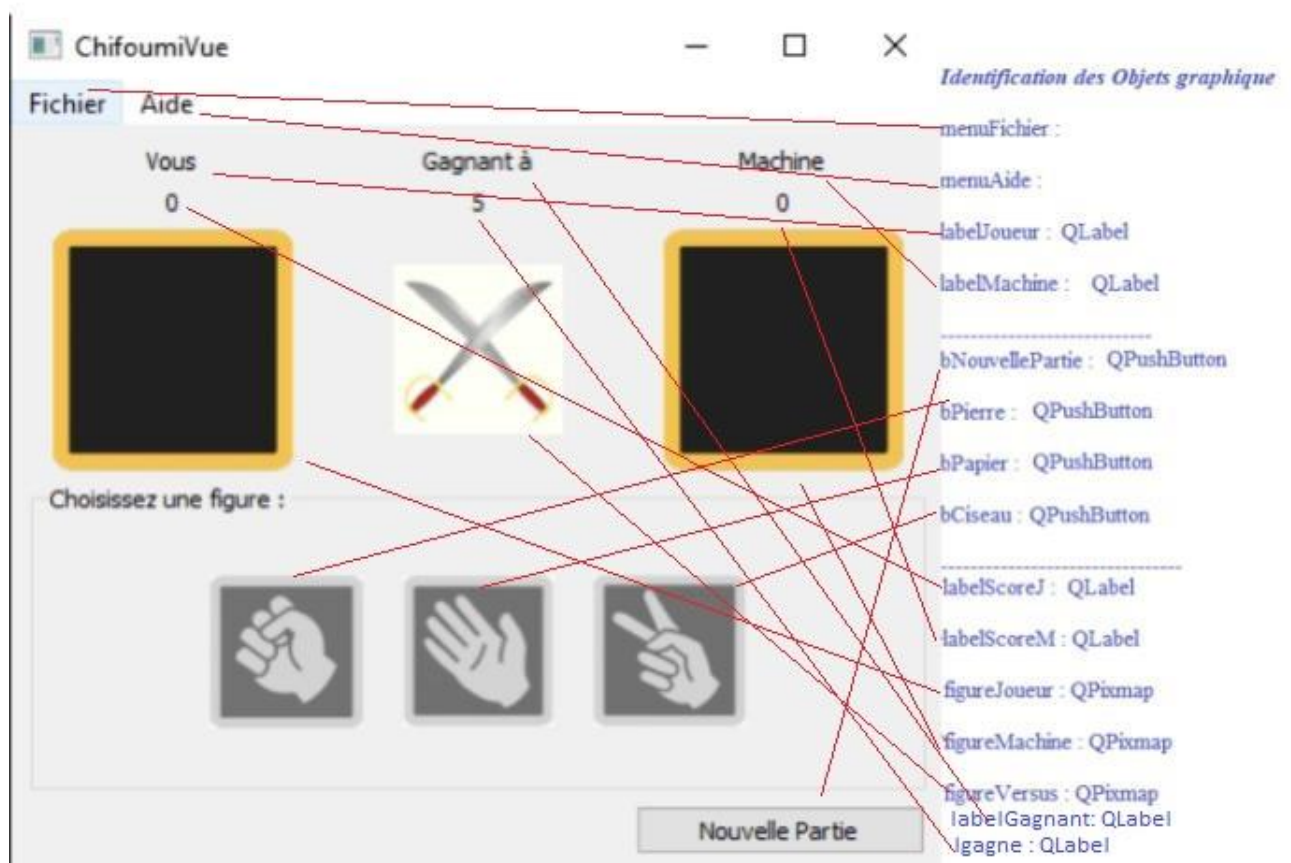 ChifoumiVue
Fichier Aide
Vous Gagnant à Machine
0 5 0
Choisissez une figure :
Nouvelle Partie
Identification des Objets graphique
menuFichier :
menuAide :
labelJoueur : QLabel
labelMachine : QLabel
bNouvellePartie : QPushButton
bPierre : QPushButton
bPapier : QPushButton
bCiseau : QPushButton
labelScoreJ : QLabel
labelScoreM : QLabel
figureJoueur : QPixmap
figureMachine : QPixmap
figureVersus : QPixmap
labelGagnant: QLabel
lgagne : QLabel